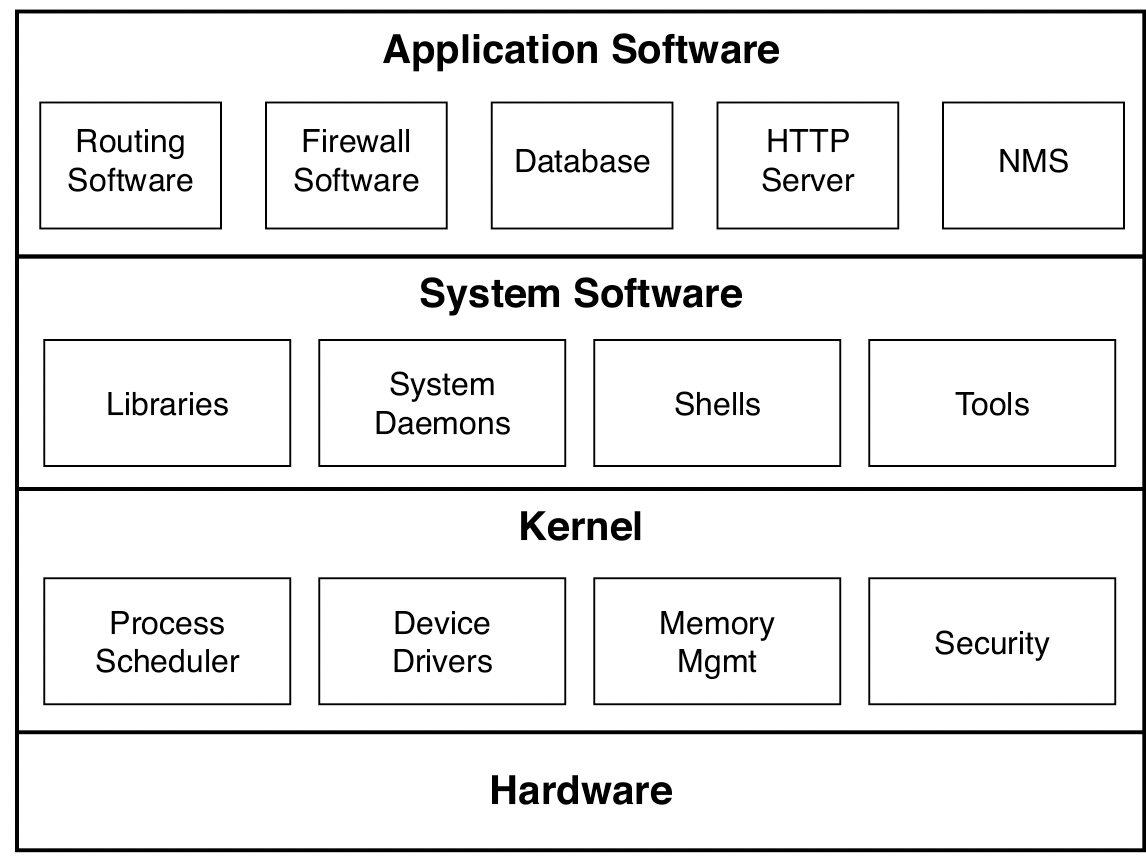 Application Software
Routing
Software
Firewall
Software
Database
HTTP
Server
NMS
System Software
Libraries
System
Daemons
Shells
Tools
Kernel
Process
Scheduler
Device
Drivers
Memory
Mgmt
Security
Hardware